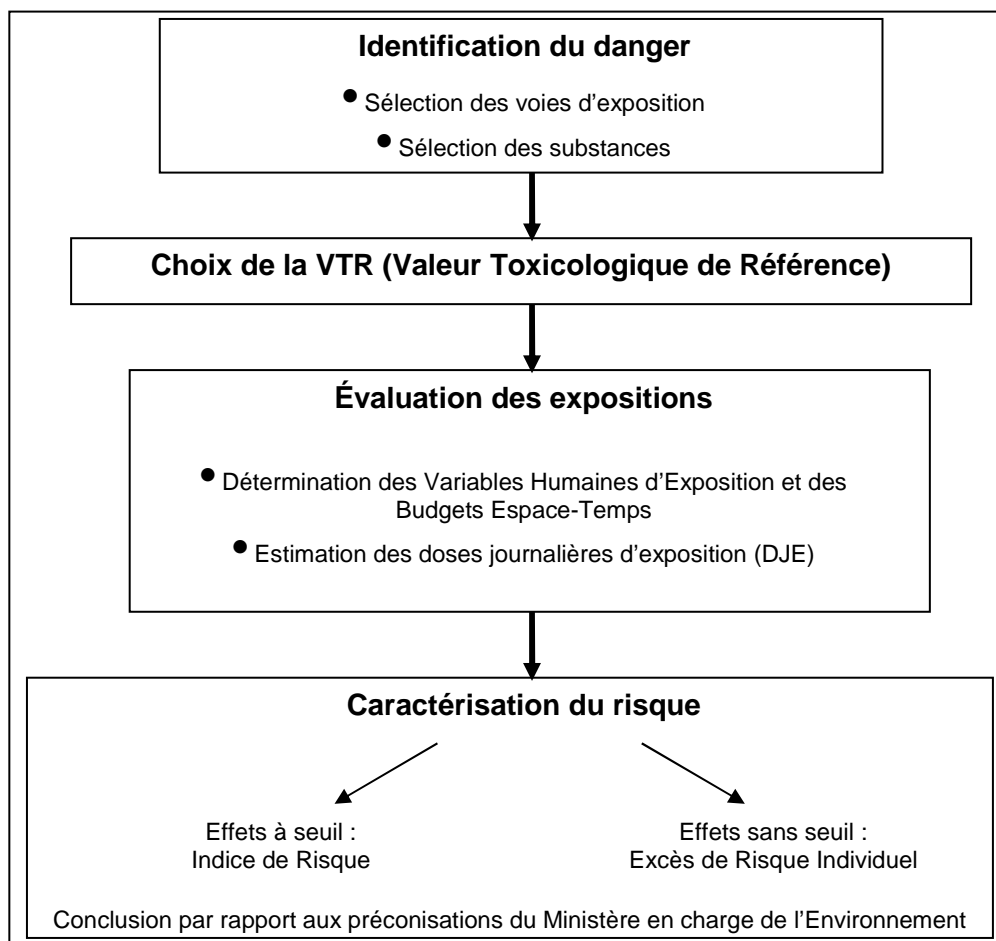 Identification du danger
• Sélection des voies d’exposition
• Sélection des substances
Choix de la VTR (Valeur Toxicologique de Référence)
Évaluation des expositions
• Détermination des Variables Humaines d’Exposition et des
Budgets Espace-Temps
• Estimation des doses journalières d’exposition (DJE)
Caractérisation du risque
Effets à seuil :
Indice de Risque
Effets sans seuil :
Excès de Risque Individuel
Conclusion par rapport aux préconisations du Ministère en charge de l’Environnement